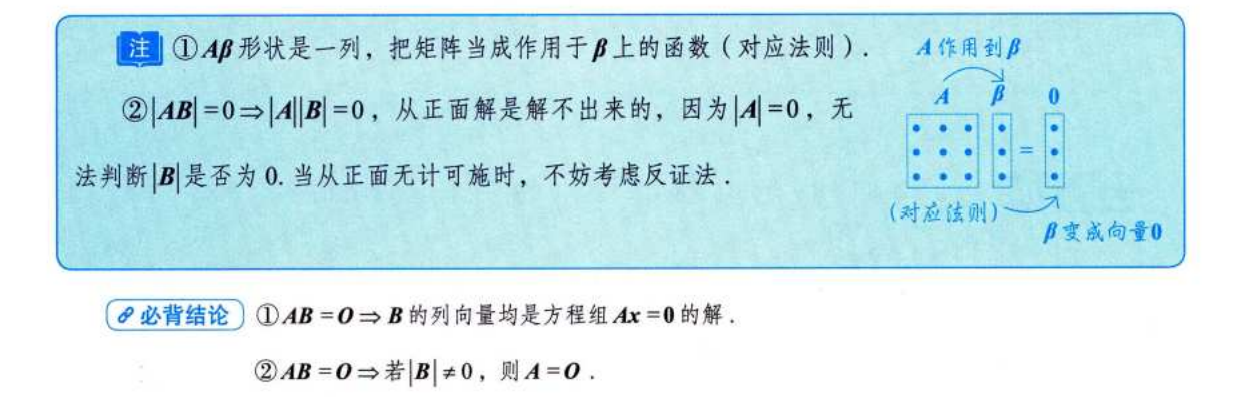 注 ①Aβ形状是一列，把矩阵当成作用于β上的函数（对应法则）.
②|AB|=0⇒|A||B|=0，从正面解是解不出来的，因为|A|=0，无
法判断|B|是否为0.当从正面无计可施时，不妨考虑反证法.
A作用到β
A β 0
=
(对应法则)
β变成向量0
必背结论 ①AB=O⇒B的列向量均是方程组Ax=0的解.
②AB=O⇒若|B|≠0，则A=O.